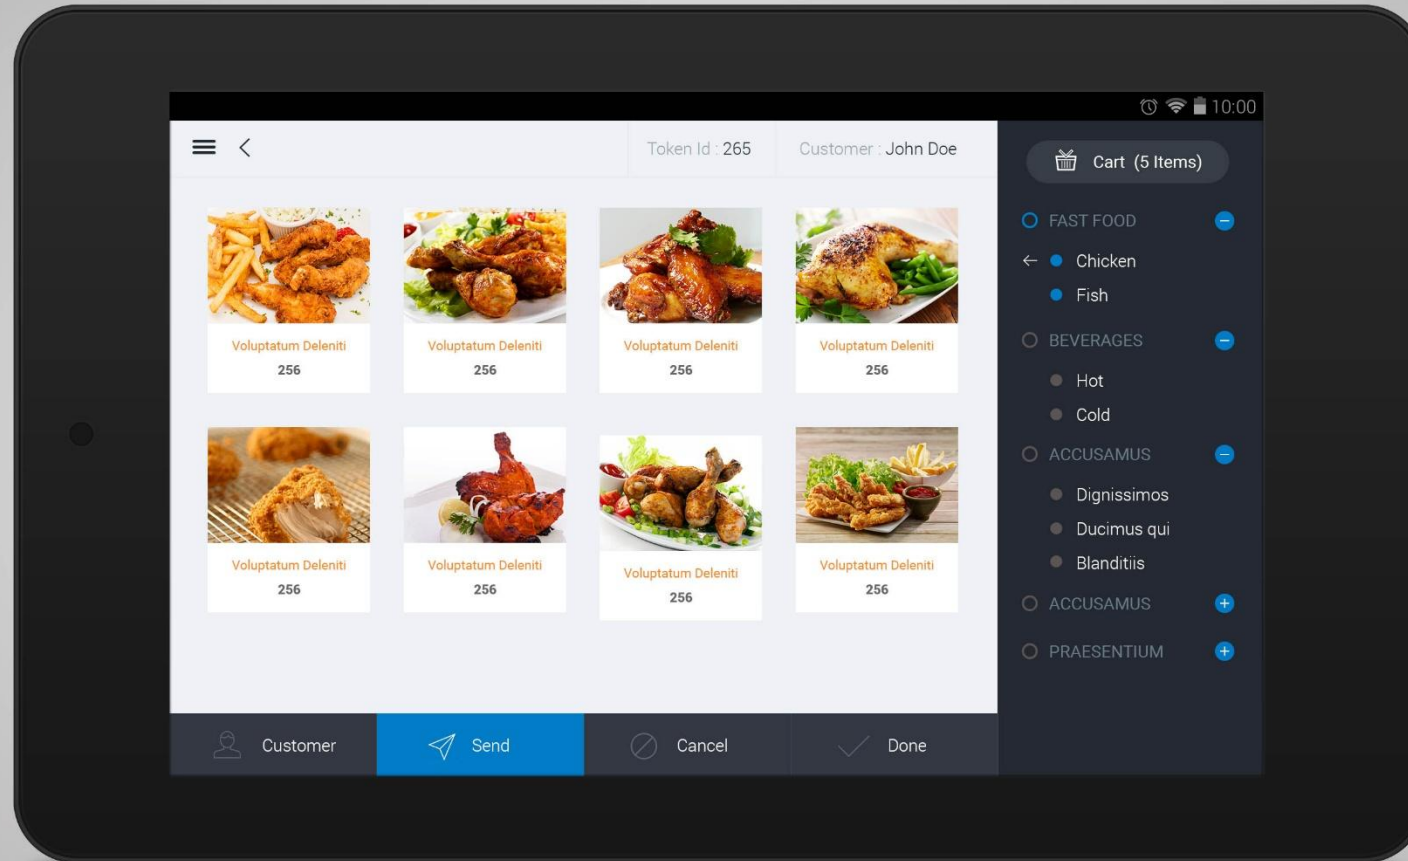 10:00
Token Id : 265
Customer : John Doe
Cart (5 Items)
Voluptatum Deleniti
256
Voluptatum Deleniti
256
Voluptatum Deleniti
256
Voluptatum Deleniti
256
Voluptatum Deleniti
256
Voluptatum Deleniti
256
Voluptatum Deleniti
256
Voluptatum Deleniti
256
FAST FOOD
Chicken
Fish
BEVERAGES
Hot
Cold
ACCUSAMUS
Dignissimos
Ducimus qui
Blanditiis
ACCUSAMUS
PRAESENTIUM
Customer
Send
Cancel
Done